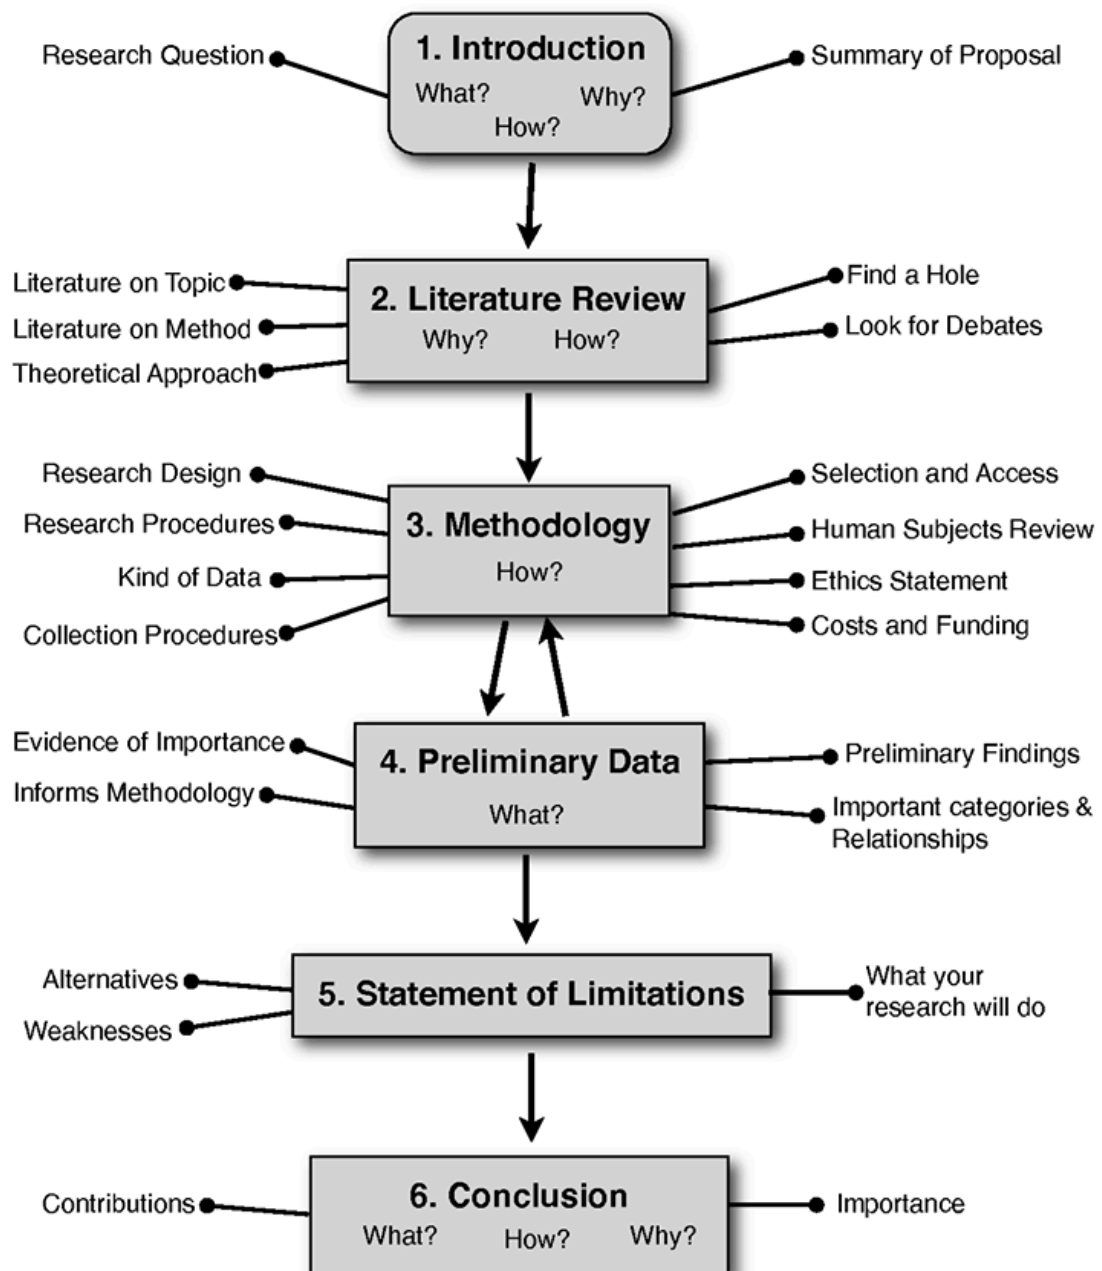 Research Question
1. Introduction
What?
Why?
How?
Summary of Proposal
Literature on Topic
Literature on Method
Theoretical Approach
2. Literature Review
Why?
How?
Find a Hole
Look for Debates
Research Design
Research Procedures
Kind of Data
Collection Procedures
3. Methodology
How?
Selection and Access
Human Subjects Review
Ethics Statement
Costs and Funding
Evidence of Importance
Informs Methodology
4. Preliminary Data
What?
Preliminary Findings
Important categories &
Relationships
Alternatives
Weaknesses
5. Statement of Limitations
What your
research will do
Contributions
6. Conclusion
What?
How?
Why?
Importance